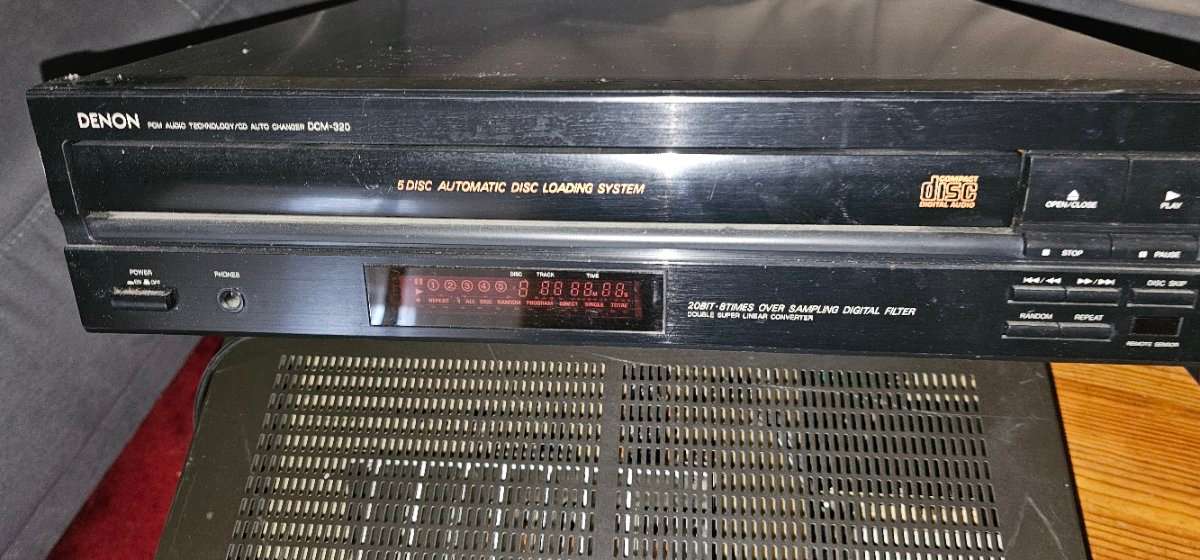 DENON PCM AUDIO TECHNOLOGY/CD AUTO CHANGER DCM-320
5 DISC AUTOMATIC DISC LOADING SYSTEM
COMPACT
disc
DIGITAL AUDIO
OPEN/CLOSE
PLAY
STOP
PAUSE
POWER
ON OFF
PHONES
DISC TRACK TIME
1 2 3 4 5
REPEAT 1 ALL DISC RANDOM PROGRAM DIRECT SINGLE TOTAL
M S
20BIT·8TIMES OVER SAMPLING DIGITAL FILTER
DOUBLE SUPER LINEAR CONVERTER
DISC SKIP
RANDOM
REPEAT
REMOTE SENSOR